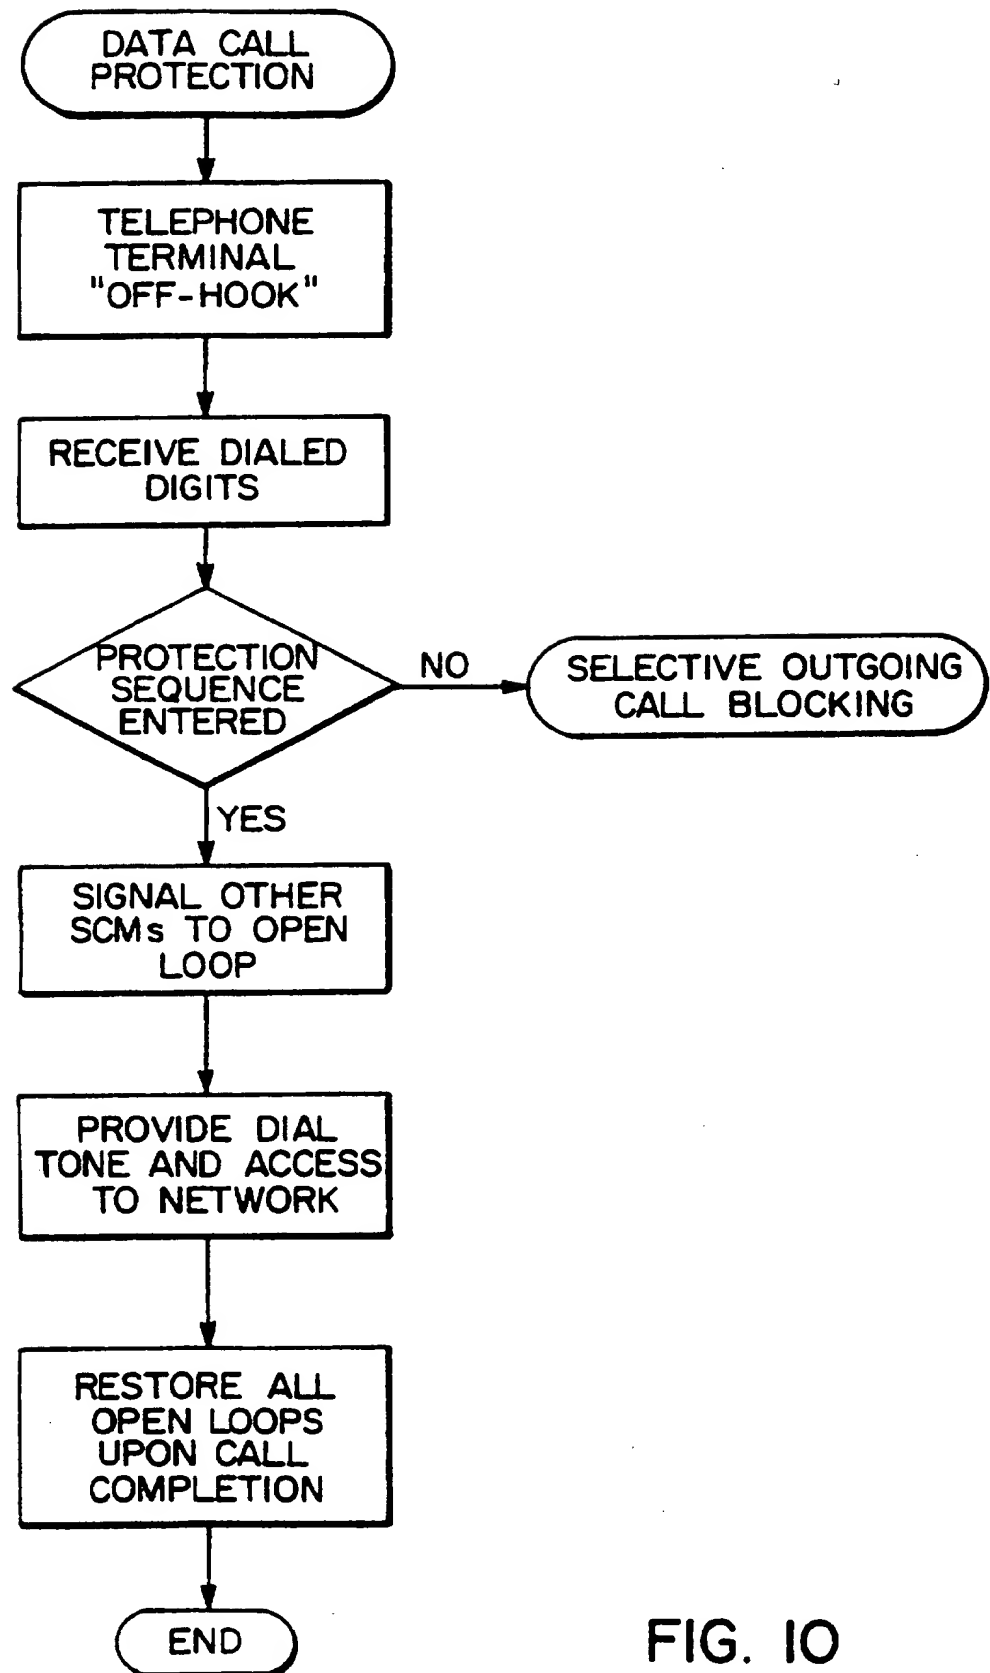 DATA CALL
PROTECTION
TELEPHONE
TERMINAL
"OFF-HOOK"
RECEIVE DIALED
DIGITS
PROTECTION
SEQUENCE
ENTERED
NO
SELECTIVE OUTGOING
CALL BLOCKING
YES
SIGNAL OTHER
SCMs TO OPEN
LOOP
PROVIDE DIAL
TONE AND ACCESS
TO NETWORK
RESTORE ALL
OPEN LOOPS
UPON CALL
COMPLETION
END
FIG. 10